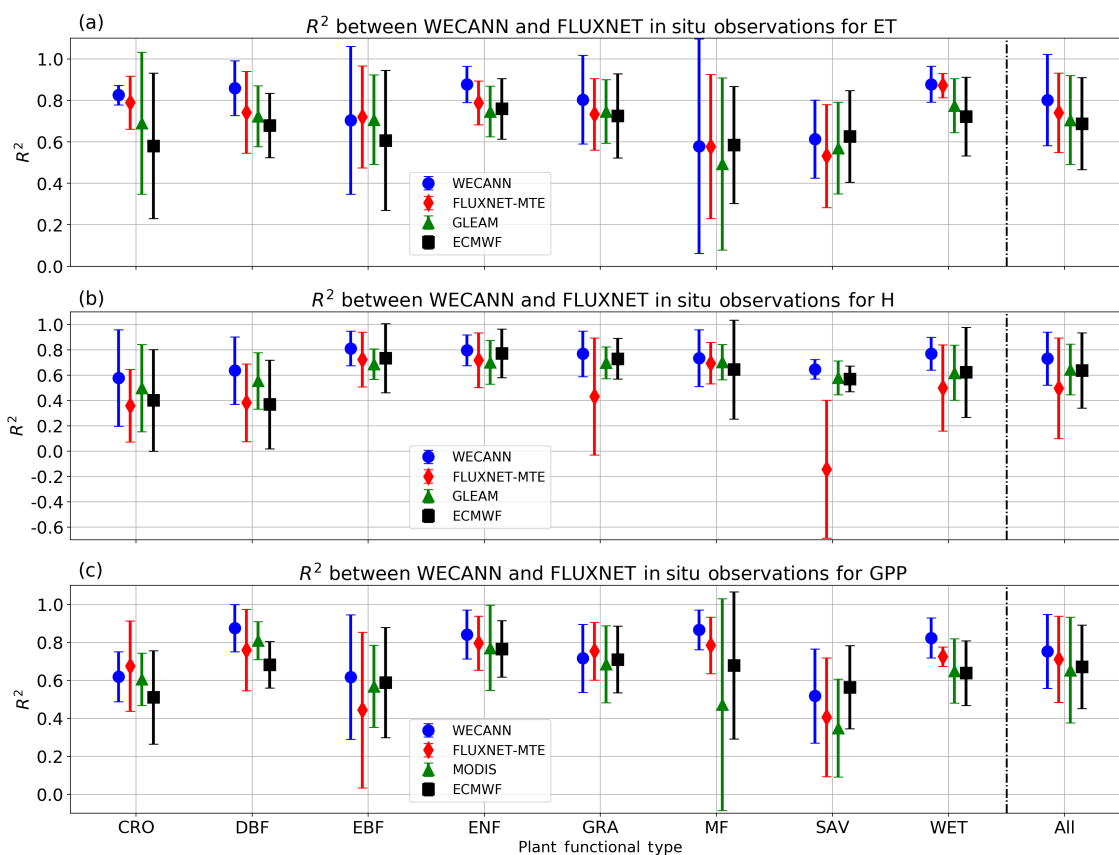 (a)
R² between WECANN and FLUXNET in situ observations for ET
1.0
0.8
0.6
0.4
0.2
0.0
R²
WECANN
FLUXNET-MTE
GLEAM
ECMWF
(b)
R² between WECANN and FLUXNET in situ observations for H
1.0
0.8
0.6
0.4
0.2
0.0
-0.2
-0.4
-0.6
R²
WECANN
FLUXNET-MTE
GLEAM
ECMWF
(c)
R² between WECANN and FLUXNET in situ observations for GPP
1.0
0.8
0.6
0.4
0.2
0.0
R²
WECANN
FLUXNET-MTE
MODIS
ECMWF
CRO DBF EBF ENF GRA MF SAV WET All
Plant functional type